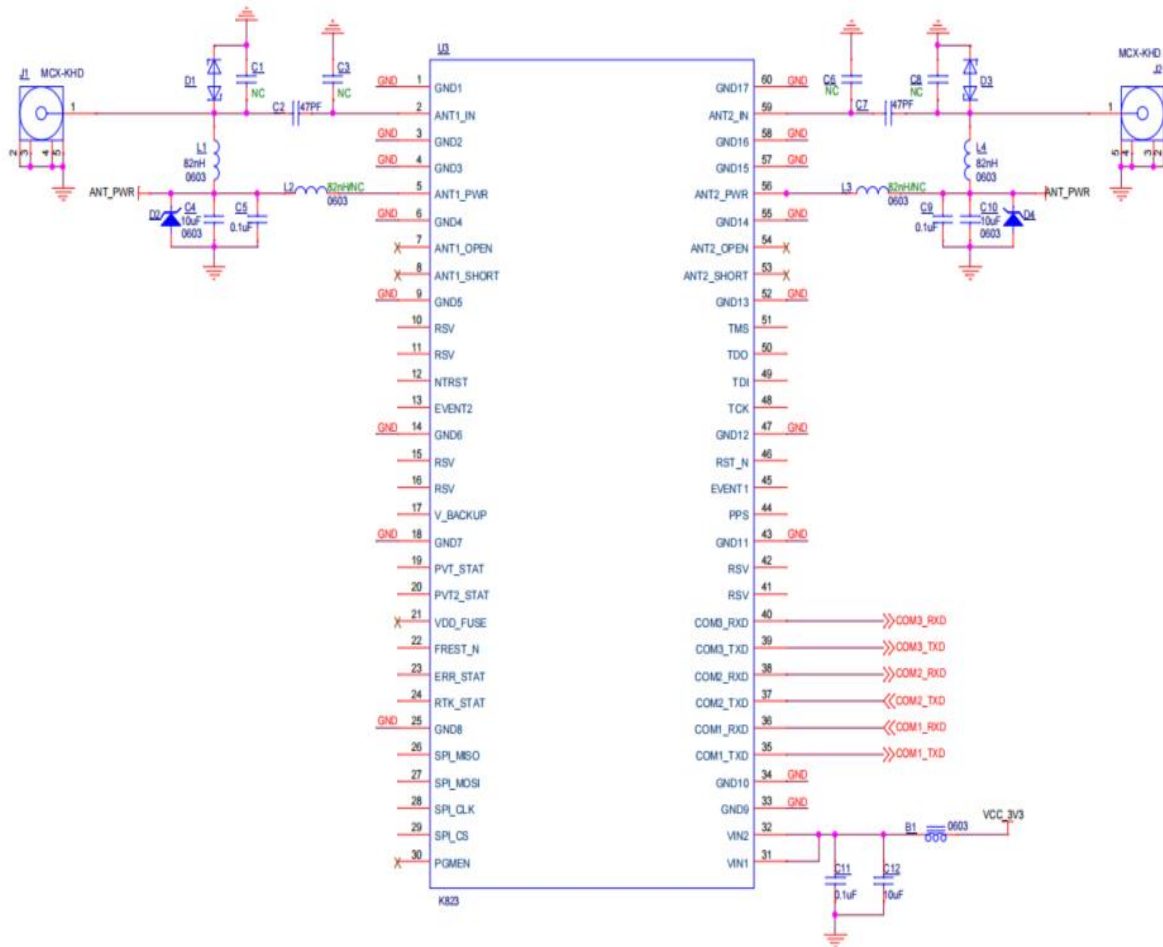 U3
J1 MCX-KHD
D1
C1
NC
C3
NC
C2 47PF
1
2 3 4 5
L1
82nH
0603
ANT_PWR
L2 82nH/NC
0603
D2
C4
10uF
0603
C5
0.1uF
GND 1 GND1
2 ANT1_IN
GND 3 GND2
GND 4 GND3
5 ANT1_PWR
GND 6 GND4
7 ANT1_OPEN
8 ANT1_SHORT
GND 9 GND5
10 RSV
11 RSV
12 NTRST
13 EVENT2
GND 14 GND6
15 RSV
16 RSV
17 V_BACKUP
GND 18 GND7
19 PVT_STAT
20 PVT2_STAT
21 VDD_FUSE
22 FREST_N
23 ERR_STAT
24 RTK_STAT
GND 25 GND8
26 SPI_MISO
27 SPI_MOSI
28 SPI_CLK
29 SPI_CS
30 PGMEN
K823
GND17 60 GND
ANT2_IN 59
GND16 58 GND
GND15 57 GND
ANT2_PWR 56
GND14 55 GND
ANT2_OPEN 54
ANT2_SHORT 53
GND13 52 GND
TMS 51
TDO 50
TDI 49
TCK 48
GND12 47 GND
RST_N 46
EVENT1 45
PPS 44
GND11 43 GND
RSV 42
RSV 41
COM3_RXD 40 COM3_RXD
COM3_TXD 39 COM3_TXD
COM2_RXD 38 COM2_RXD
COM2_TXD 37 COM2_TXD
COM1_RXD 36 COM1_RXD
COM1_TXD 35 COM1_TXD
GND10 34 GND
GND9 33 GND
VIN2 32
VIN1 31
C6
NC
C8
NC
C7 47PF
D3
MCX-KHD
J2
1
5 4 3 2
L4
82nH
0603
L3 82nH/NC
0603
ANT_PWR
C9
0.1uF
C10
10uF
0603
D4
B1 0603
VCC_3V3
C11
0.1uF
C12
10uF